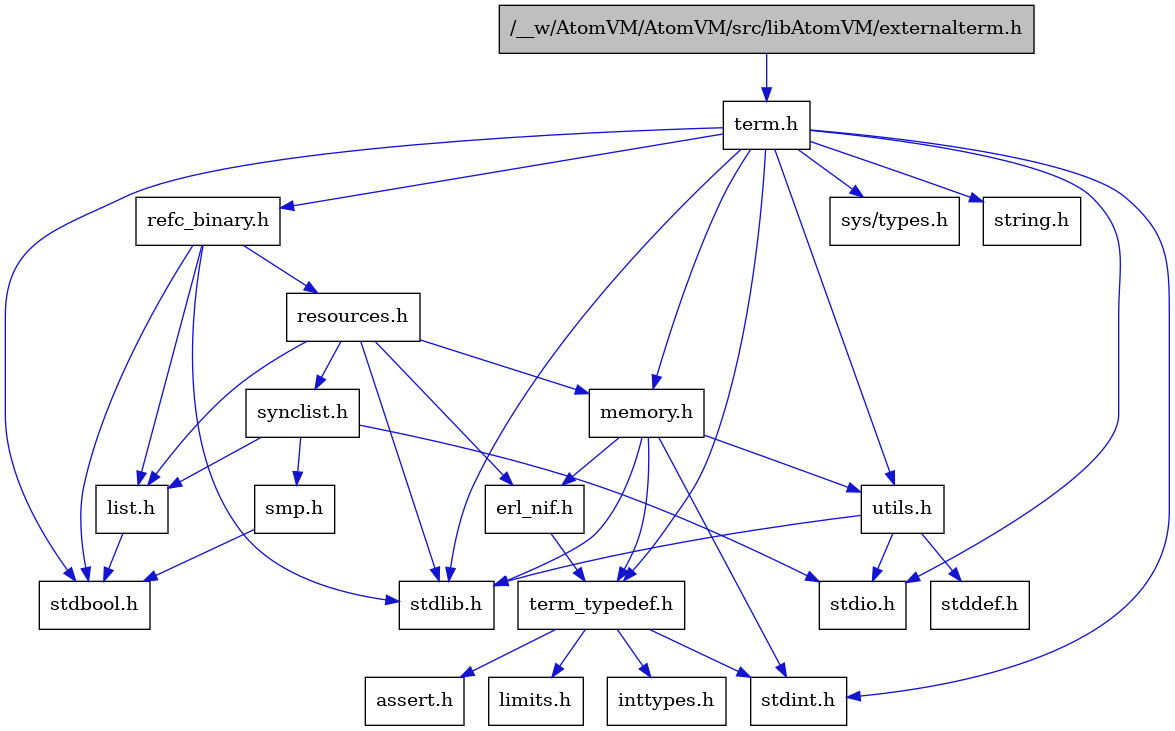 /__w/AtomVM/AtomVM/src/libAtomVM/externalterm.h
term.h
refc_binary.h
sys/types.h
string.h
resources.h
synclist.h
memory.h
list.h
smp.h
erl_nif.h
utils.h
stdbool.h
stdlib.h
term_typedef.h
stdio.h
stddef.h
assert.h
limits.h
inttypes.h
stdint.h